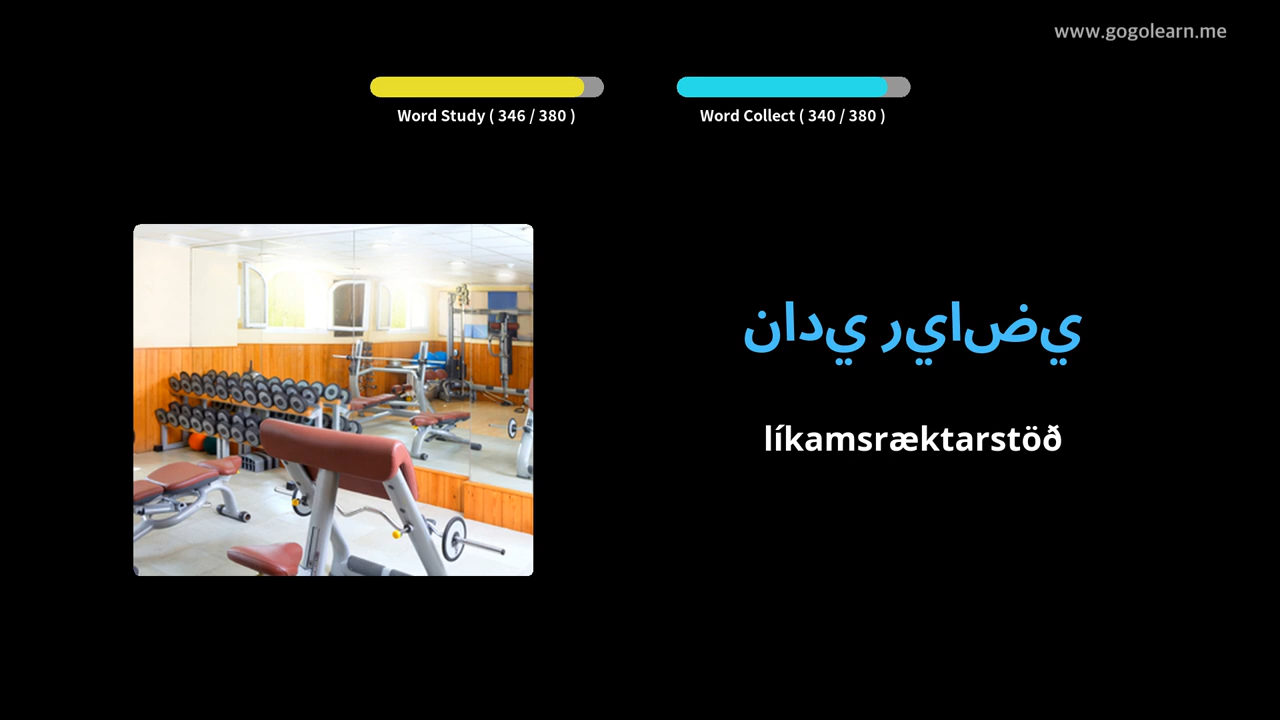 www.gogolearn.me
Word Study ( 346 / 380 )
Word Collect ( 340 / 380 )
نادي رياضي
líkamsræktarstöð